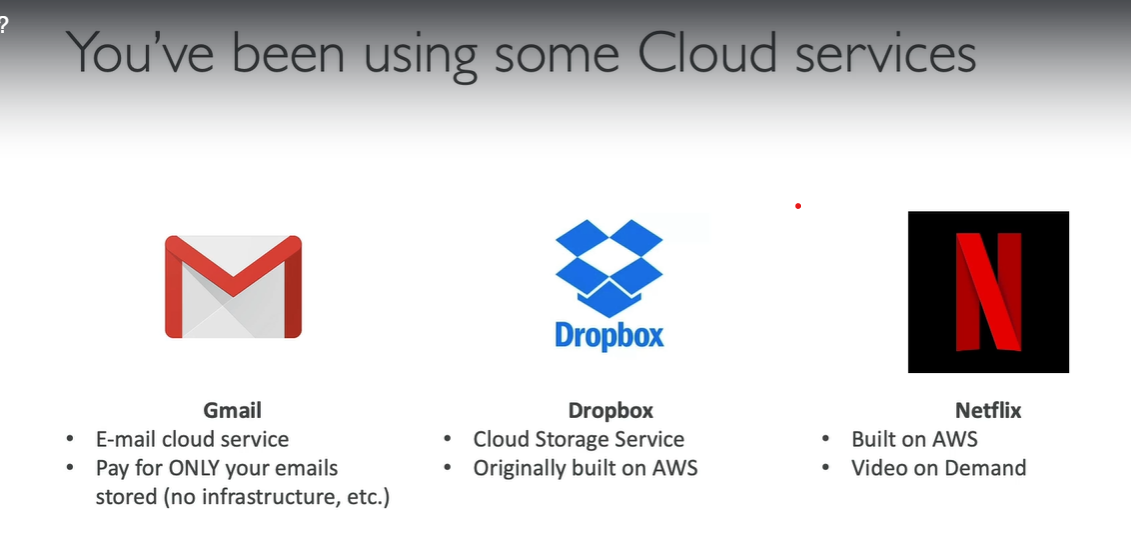 ?
You've been using some Cloud services
Dropbox
Gmail
• E-mail cloud service
• Pay for ONLY your emails
stored (no infrastructure, etc.)
Dropbox
• Cloud Storage Service
• Originally built on AWS
Netflix
• Built on AWS
• Video on Demand